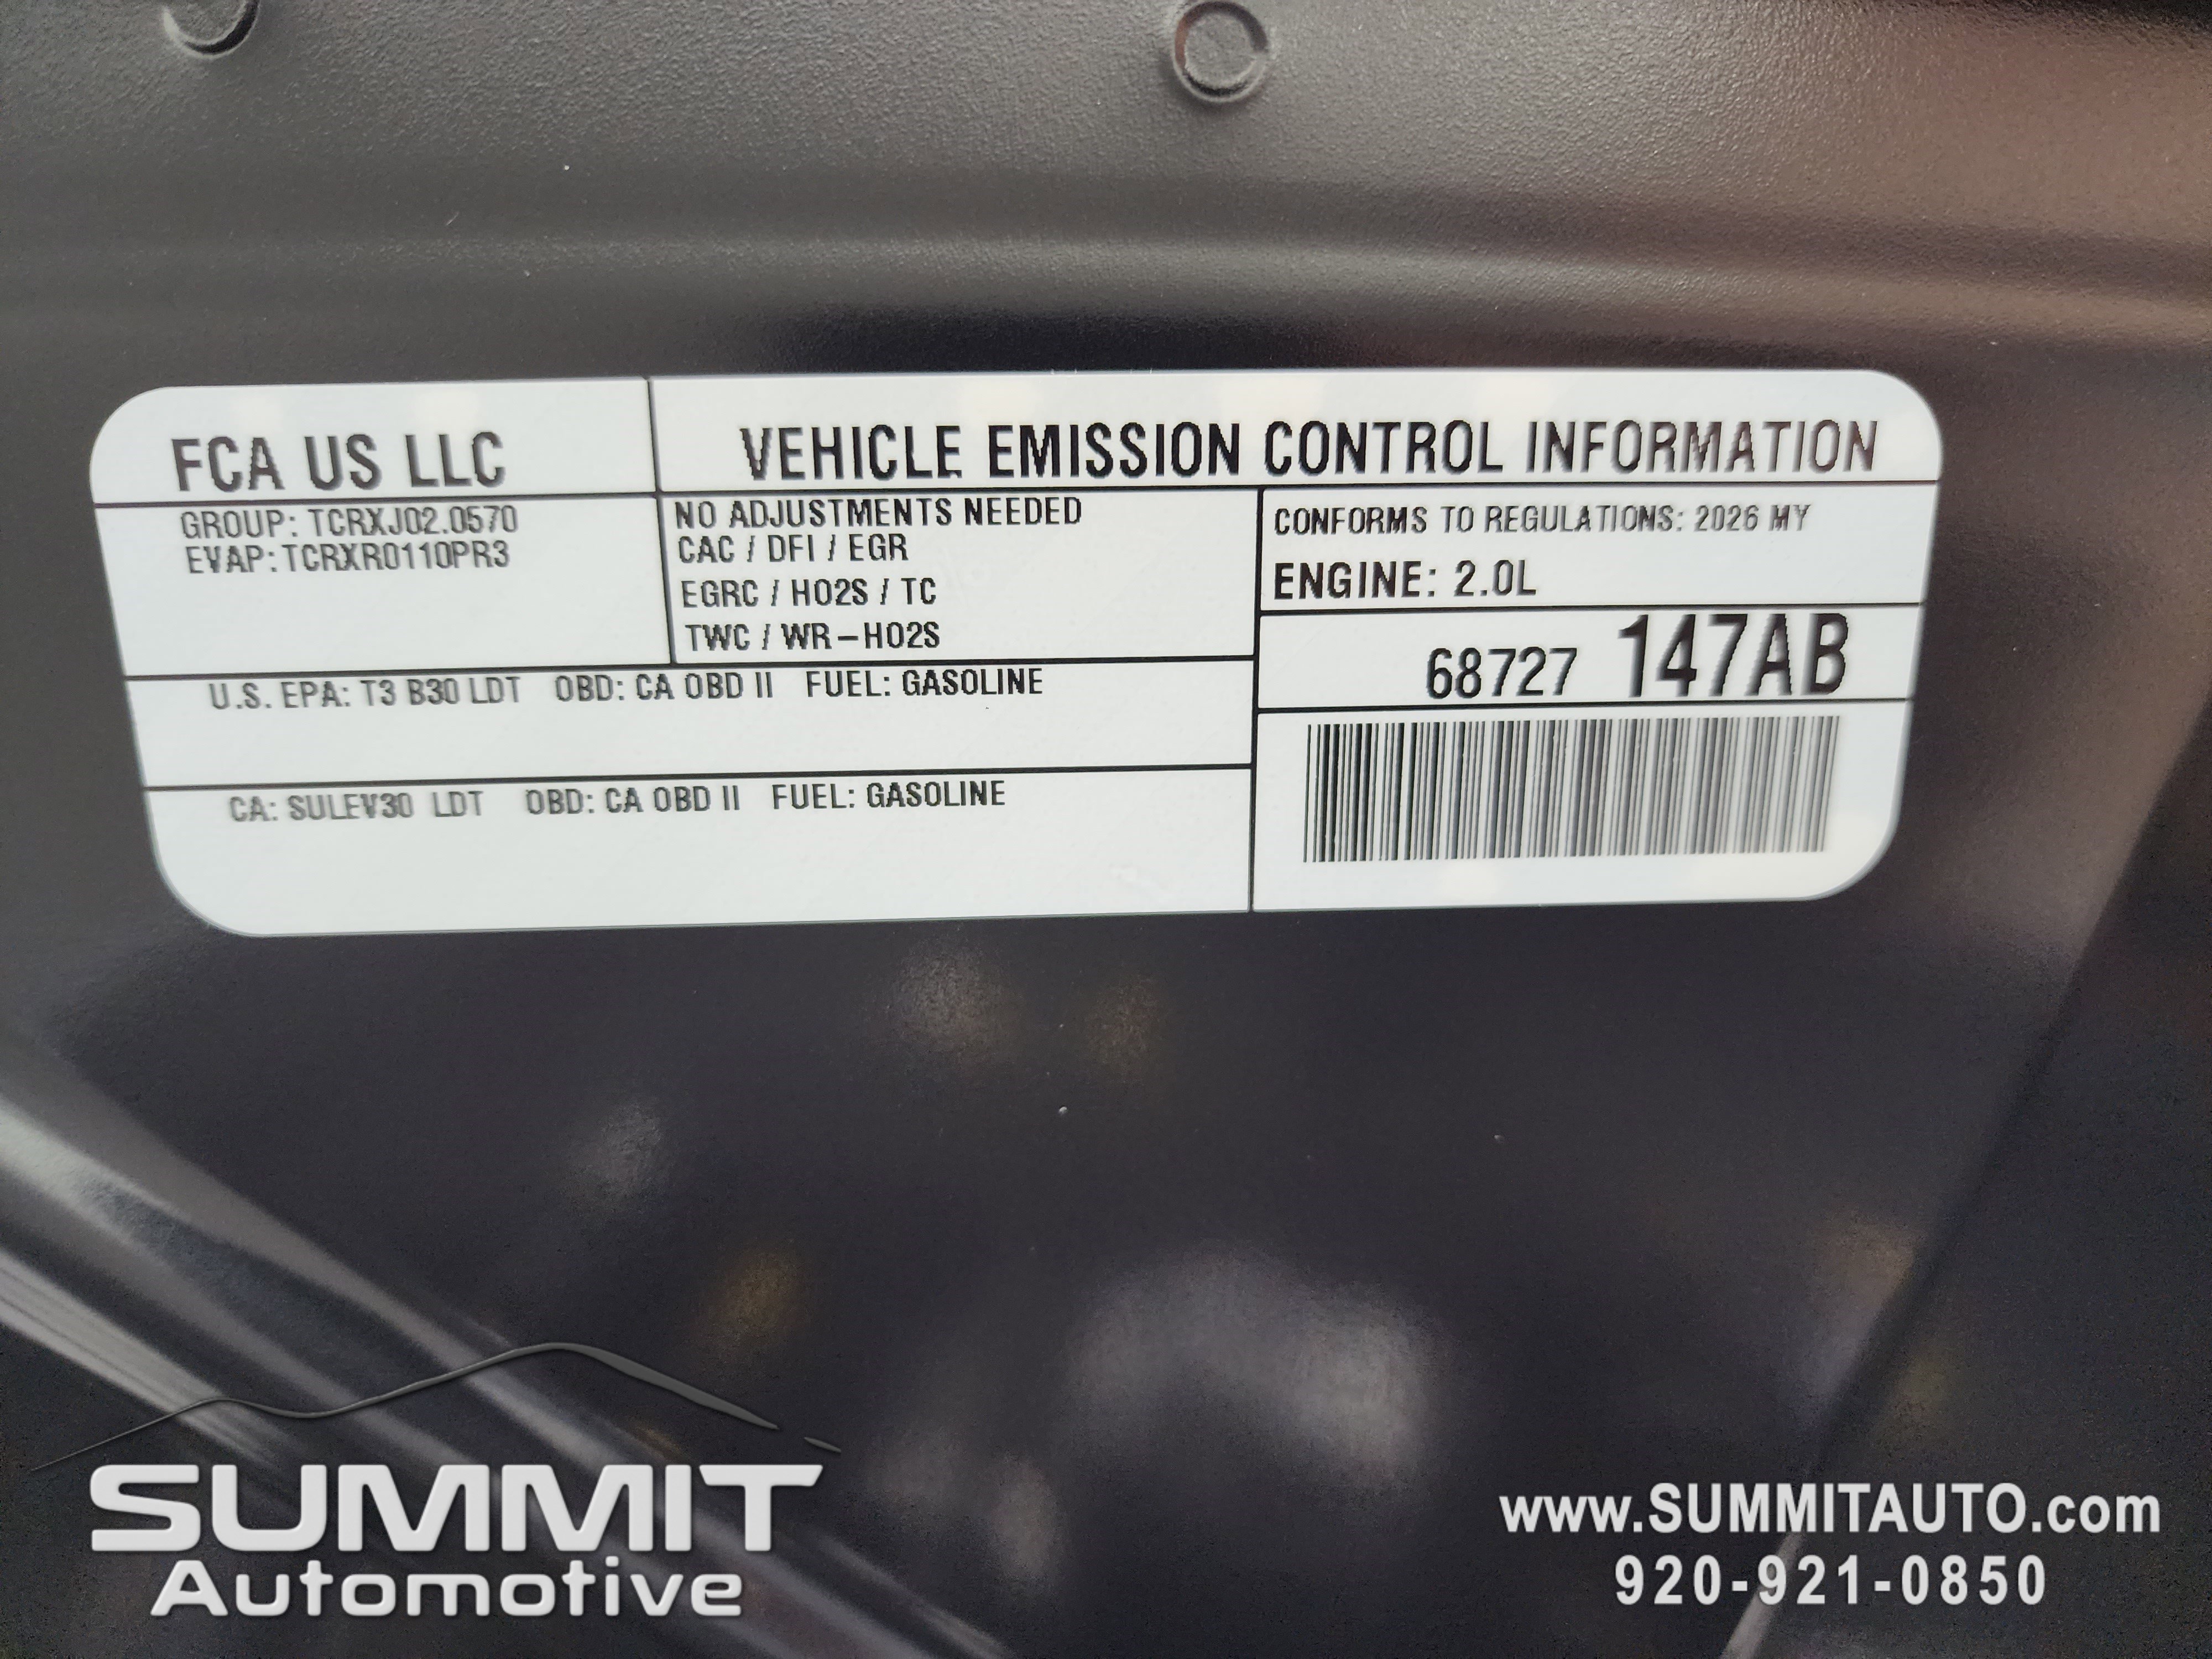 FCA US LLC
VEHICLE EMISSION CONTROL INFORMATION
GROUP: TCRXJ02.0570
EVAP: TCRXR0110PR3
NO ADJUSTMENTS NEEDED
CAC / DFI / EGR
EGRC / HO2S / TC
TWC / WR-HO2S
CONFORMS TO REGULATIONS: 2026 MY
ENGINE: 2.0L
68727 147AB
U.S. EPA: T3 B30 LDT OBD: CA OBD II FUEL: GASOLINE
CA: SULEV30 LDT OBD: CA OBD II FUEL: GASOLINE
SUMMIT
Automotive
www.SUMMITAUTO.com
920-921-0850